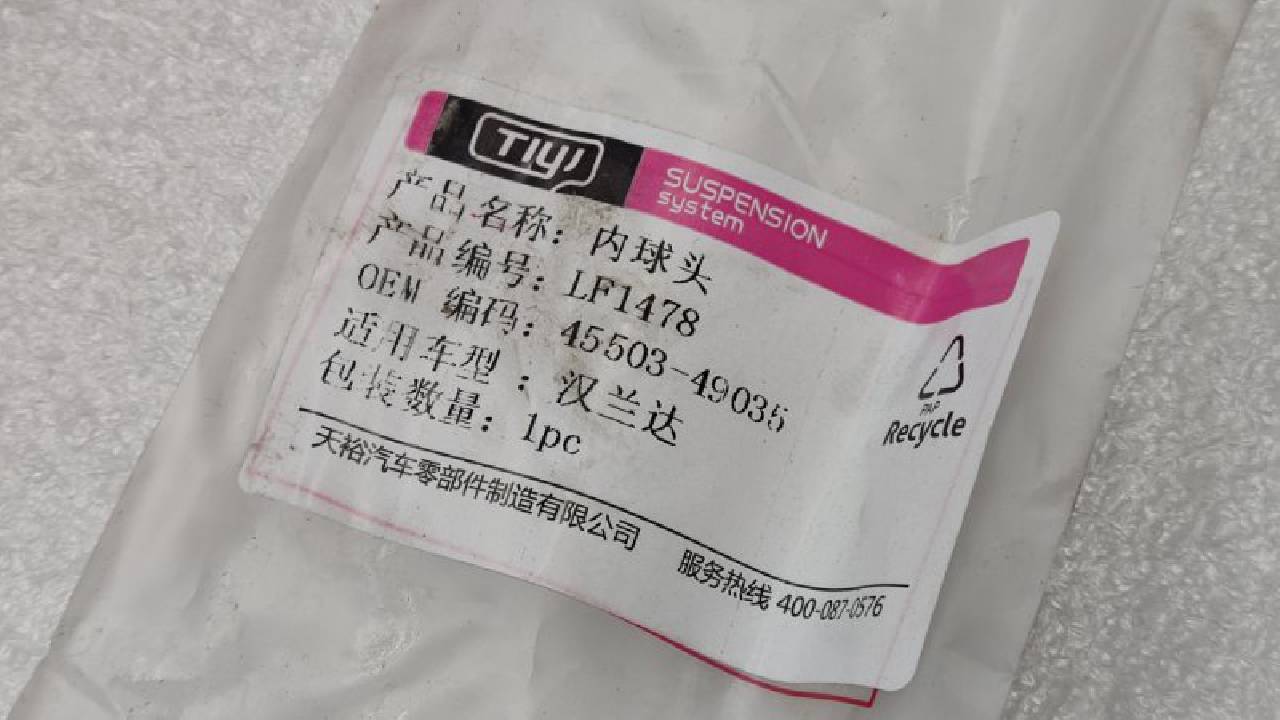 TIYI
SUSPENSION
system
产品名称：内球头
产品编号：LF1478
OEM 编码：45503-49035
适用车型：汉兰达
包装数量：1pc
PAP
Recycle
天裕汽车零部件制造有限公司 服务热线 400-087-0576